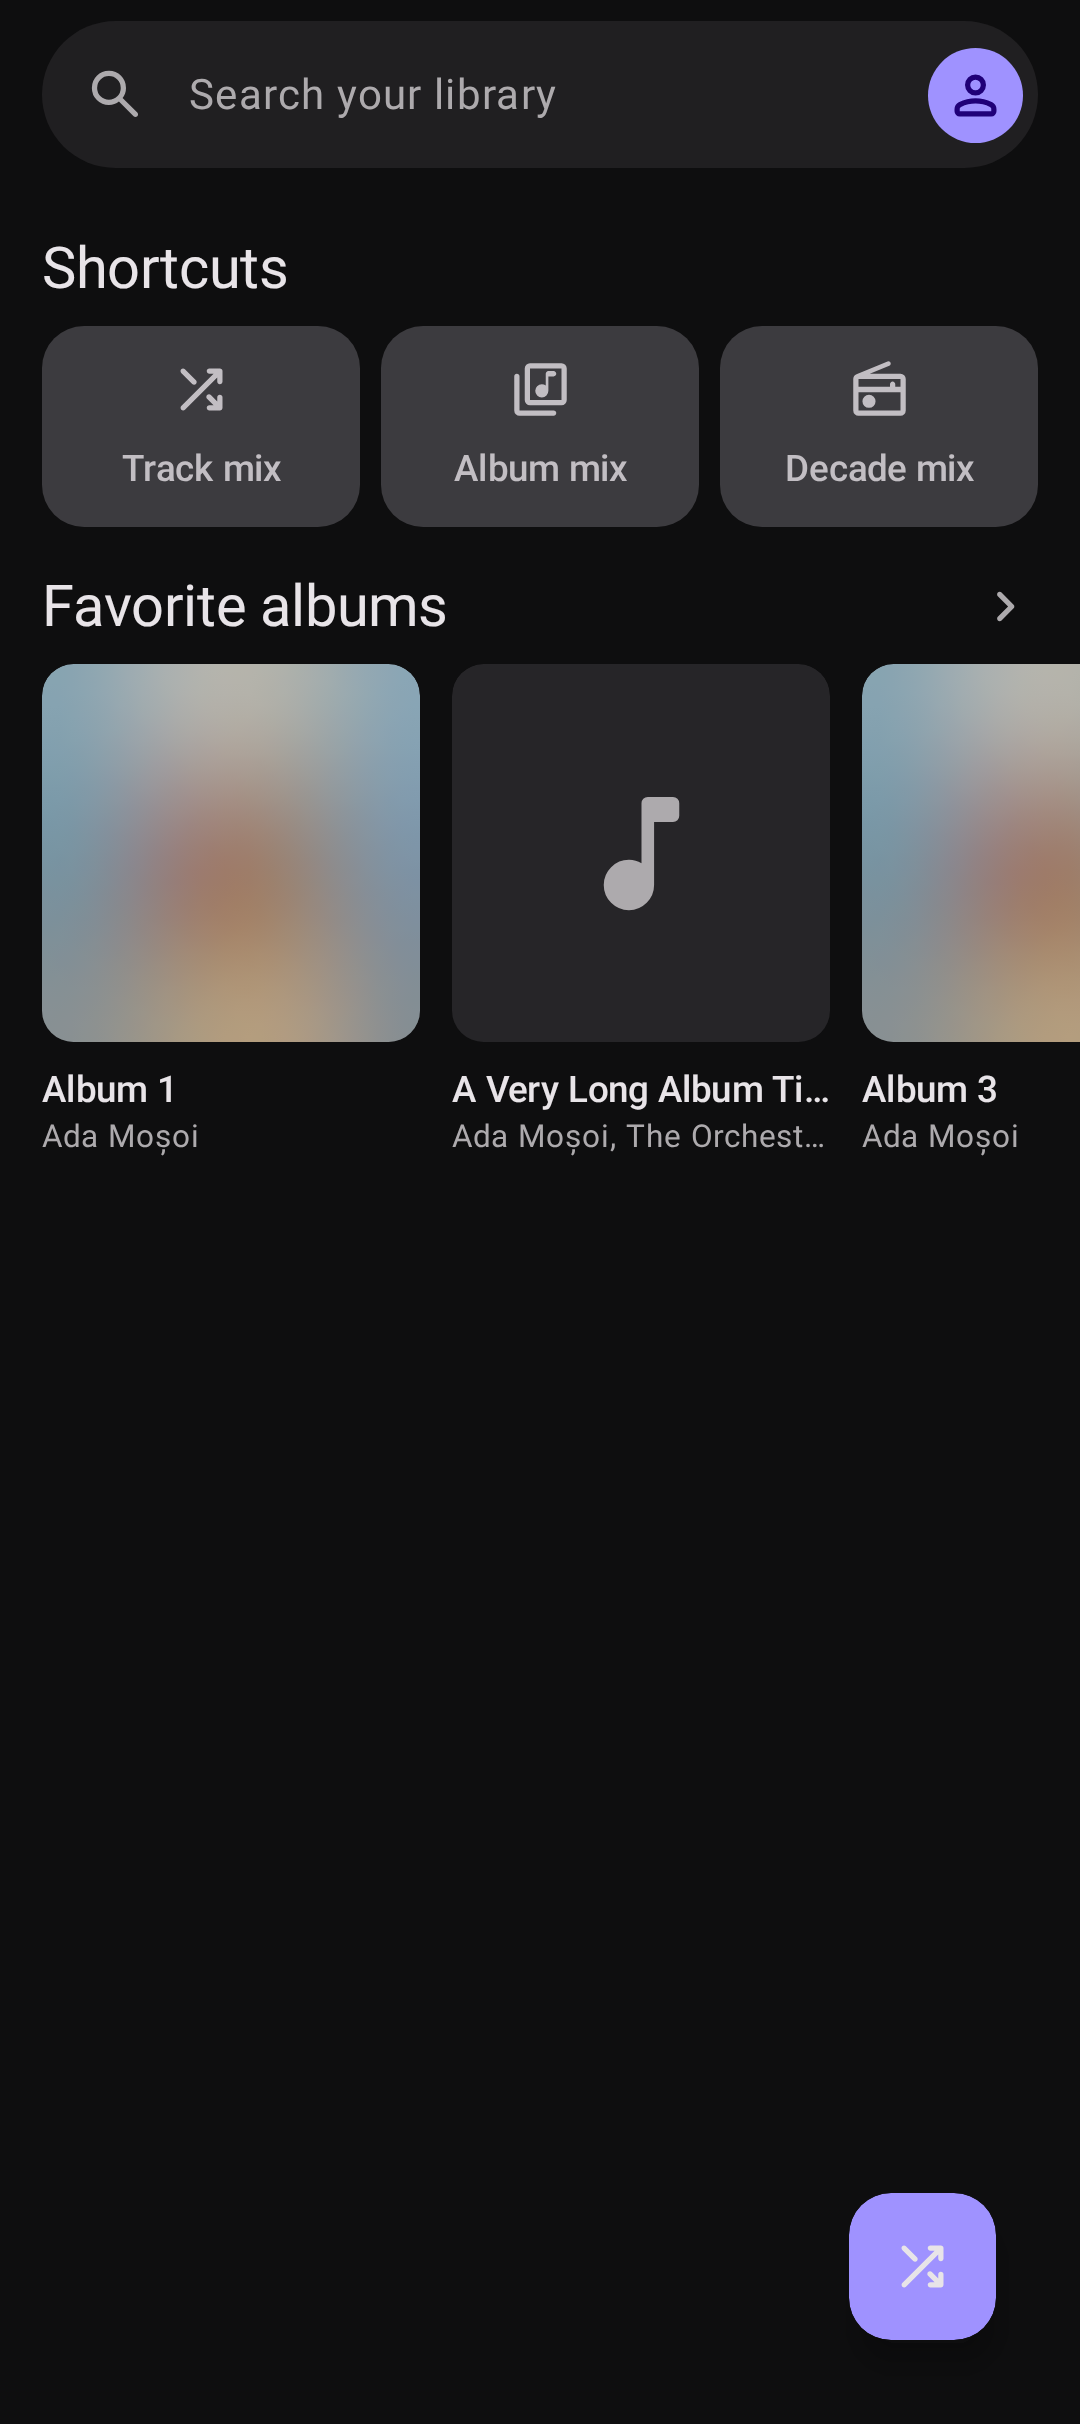 Search your library
Shortcuts
Track mix
Album mix
Decade mix
Favorite albums
Album 1
Ada Moșoi
A Very Long Album Ti…
Ada Moșoi, The Orchest…
Album 3
Ada Moșoi